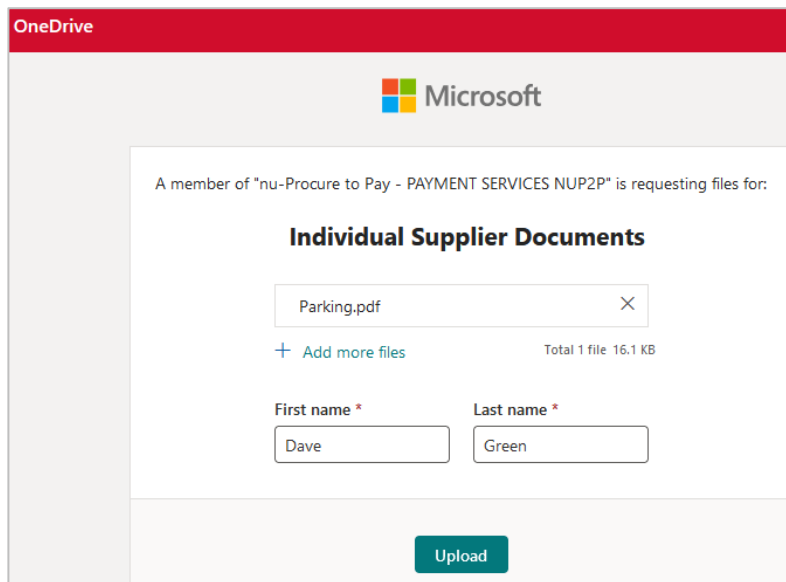 OneDrive
Microsoft
A member of "nu-Procure to Pay - PAYMENT SERVICES NUP2P" is requesting files for:
Individual Supplier Documents
Parking.pdf
+ Add more files
Total 1 file 16.1 KB
First name *
Last name *
Dave
Green
Upload